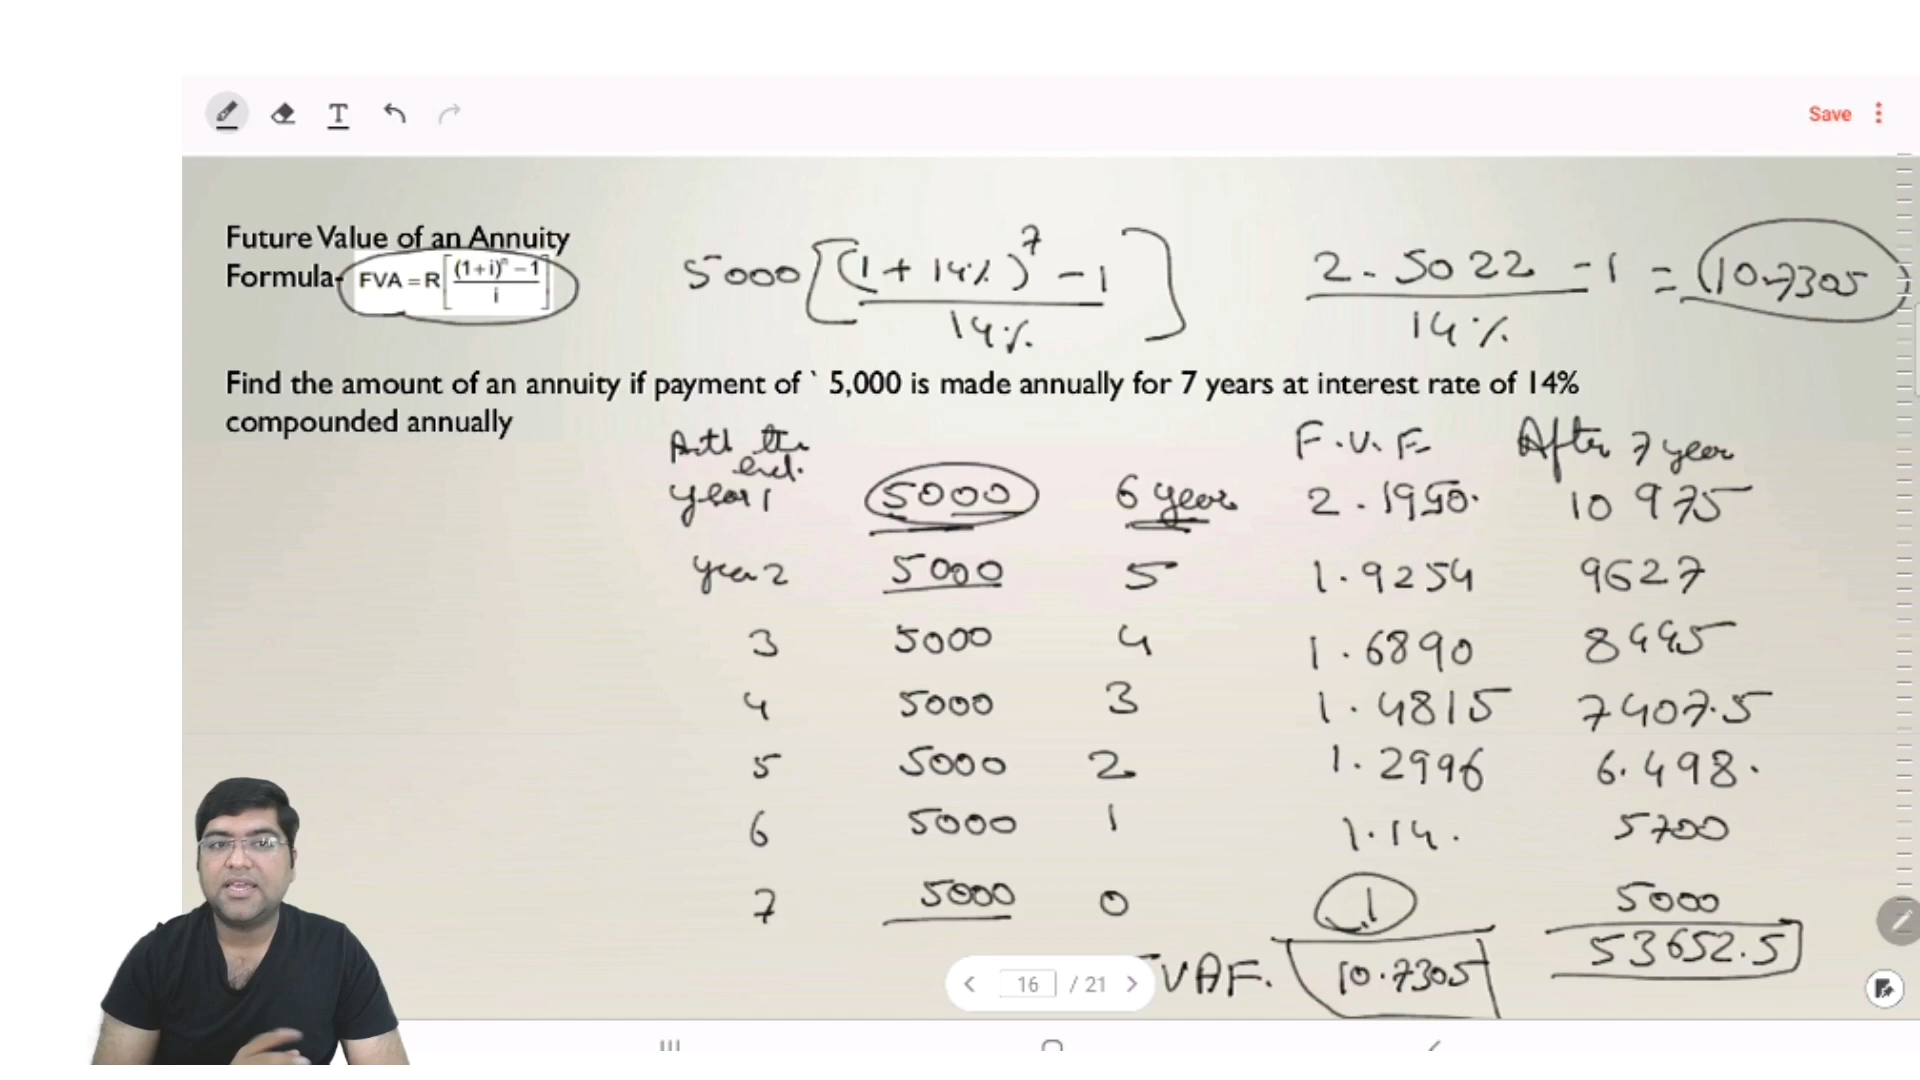 Save
Future Value of an Annuity
Formula- FVA = R[(1+i)ⁿ − 1 / i]
5000[(1 + 14%)⁷ − 1 / 14%]
2.5022 − 1 / 14% = 10.7305
Find the amount of an annuity if payment of ` 5,000 is made annually for 7 years at interest rate of 14%
compounded annually
the end. F.V.F. After 7 year
year 1 5000 6 year 2.1950 10975
year 2 5000 5 1.9254 9627
3 5000 4 1.6890 8445
4 5000 3 1.4815 7407.5
5 5000 2 1.2996 6.498.
6 5000 1 1.14. 5700
7 5000 0 1 5000
VAF. 10.7305 53652.5
16 / 21